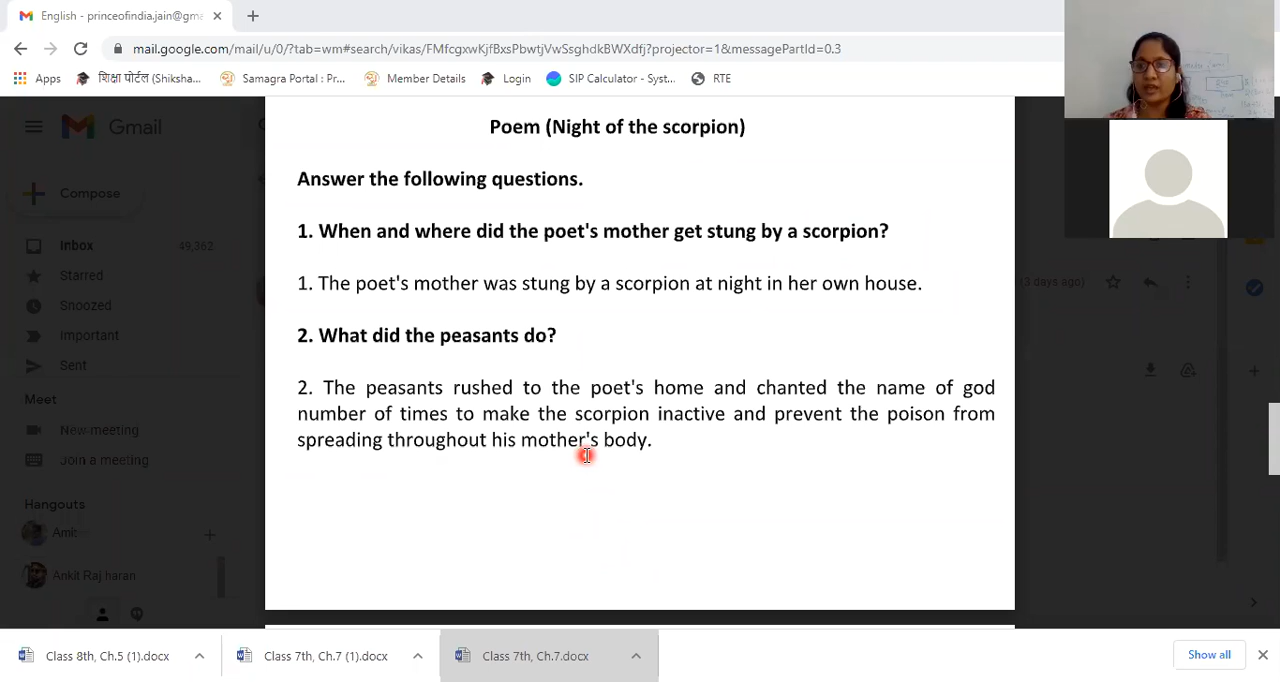 English - princeofindia.jain@gma
mail.google.com/mail/u/0/?tab=wm#search/vikas/FMfcgxwKjfBxsPbwtjVwSsghdkBWXdfj?projector=1&messagePartId=0.3
Apps शिक्षा पोर्टल (Shiksha... Samagra Portal : Pr... Member Details Login SIP Calculator - Syst... RTE
Gmail
Compose
Inbox 49,362
Starred
Snoozed
Important
Sent
Meet
New meeting
Join a meeting
Hangouts
Amit
Ankit Raj haran
3 days ago)
Poem (Night of the scorpion)
Answer the following questions.
1. When and where did the poet's mother get stung by a scorpion?
1. The poet's mother was stung by a scorpion at night in her own house.
2. What did the peasants do?
2. The peasants rushed to the poet's home and chanted the name of god
number of times to make the scorpion inactive and prevent the poison from
spreading throughout his mother's body.
Class 8th, Ch.5 (1).docx Class 7th, Ch.7 (1).docx Class 7th, Ch.7.docx Show all